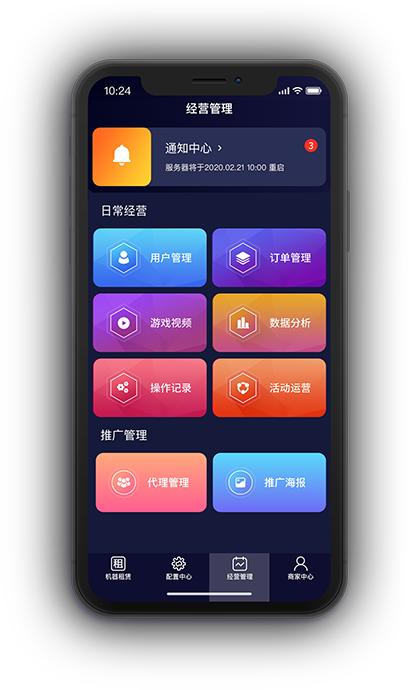 10:24
经营管理
通知中心 ›
3
服务器将于2020.02.21 10:00 重启
日常经营
用户管理
订单管理
游戏视频
数据分析
操作记录
活动运营
推广管理
代理管理
推广海报
租
机器租赁
配置中心
经营管理
商家中心